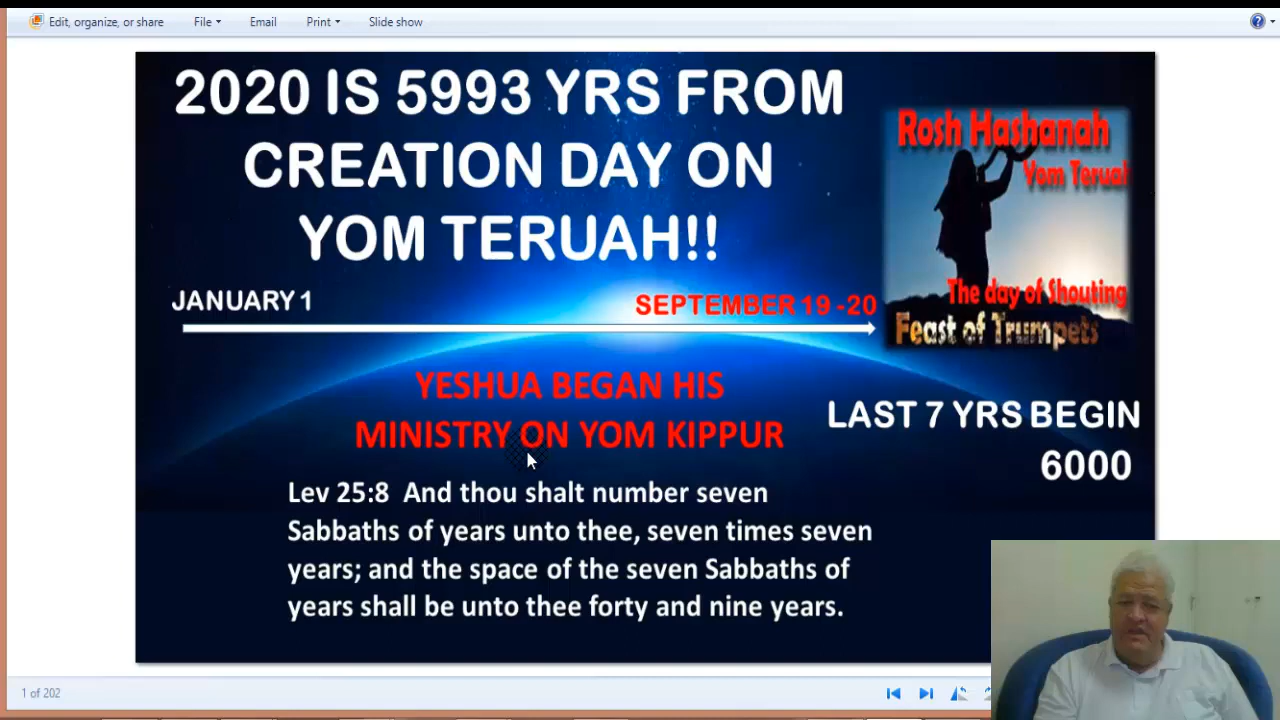 Edit, organize, or share File Email Print Slide show
2020 IS 5993 YRS FROM
CREATION DAY ON
YOM TERUAH!!
Rosh Hashanah
Yom Teruah
The day of Shouting
Feast of Trumpets
JANUARY 1
SEPTEMBER 19 -20
YESHUA BEGAN HIS
MINISTRY ON YOM KIPPUR
LAST 7 YRS BEGIN
6000
Lev 25:8 And thou shalt number seven
Sabbaths of years unto thee, seven times seven
years; and the space of the seven Sabbaths of
years shall be unto thee forty and nine years.
1 of 202